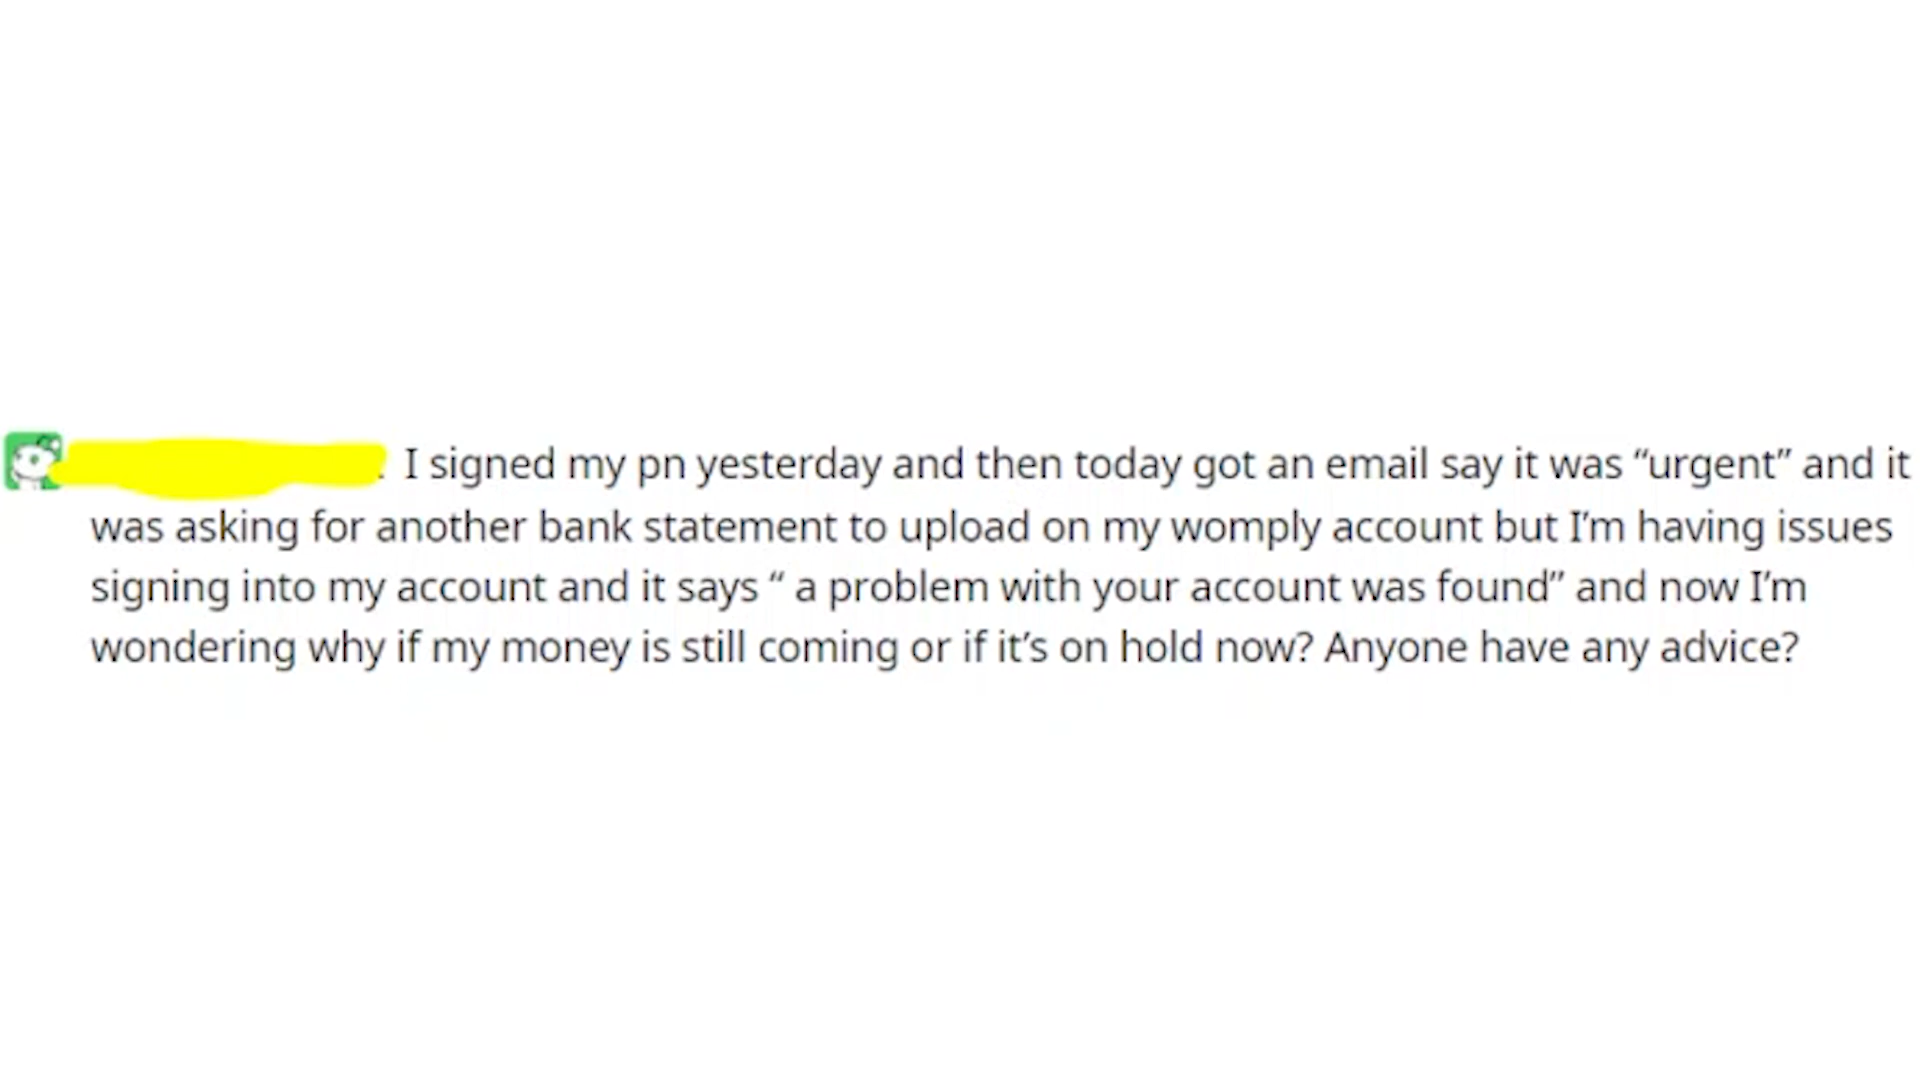 I signed my pn yesterday and then today got an email say it was “urgent” and it
was asking for another bank statement to upload on my womply account but I’m having issues
signing into my account and it says “ a problem with your account was found” and now I’m
wondering why if my money is still coming or if it’s on hold now? Anyone have any advice?